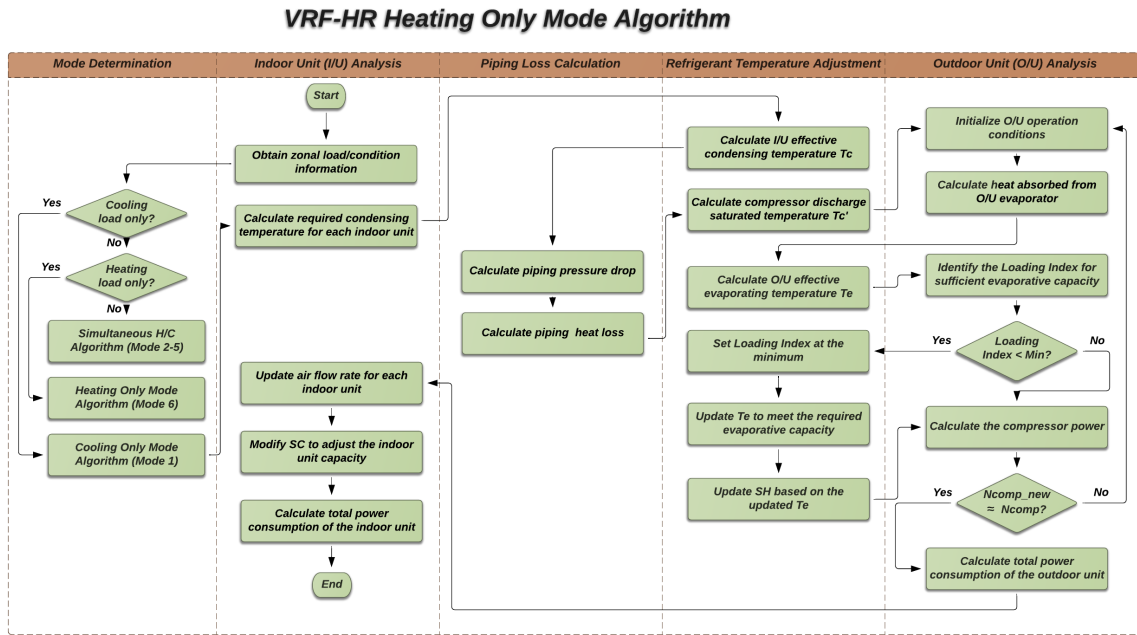 VRF-HR Heating Only Mode Algorithm
Mode Determination
Indoor Unit (I/U) Analysis
Piping Loss Calculation
Refrigerant Temperature Adjustment
Outdoor Unit (O/U) Analysis
Cooling
load only?
Yes
No
Heating
load only?
Yes
No
Simultaneous H/C
Algorithm (Mode 2-5)
Heating Only Mode
Algorithm (Mode 6)
Cooling Only Mode
Algorithm (Mode 1)
Start
Obtain zonal load/condition
information
Calculate required condensing
temperature for each indoor unit
Update air flow rate for each
indoor unit
Modify SC to adjust the indoor
unit capacity
Calculate total power
consumption of the indoor unit
End
Calculate piping pressure drop
Calculate piping heat loss
Calculate I/U effective
condensing temperature Tc
Calculate compressor discharge
saturated temperature Tc'
Calculate O/U effective
evaporating temperature Te
Set Loading Index at the
minimum
Update Te to meet the required
evaporative capacity
Update SH based on the
updated Te
Initialize O/U operation
conditions
Calculate heat absorbed from
O/U evaporator
Identify the Loading Index for
sufficient evaporative capacity
Yes
Loading
Index < Min?
No
Calculate the compressor power
Yes
Ncomp_new
≈ Ncomp?
No
Calculate total power
consumption of the outdoor unit